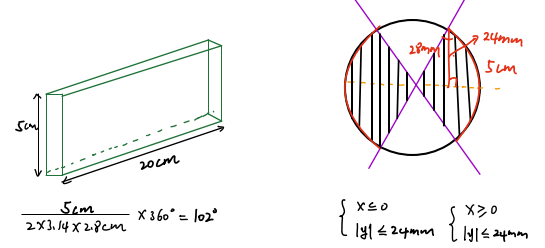 5cm
20cm
5cm / 2×3.14×2.8cm × 360° = 102°
28mm
24mm
5cm
{ x ≤ 0
|y| ≤ 24mm
{ x ≥ 0
|y| ≤ 24mm